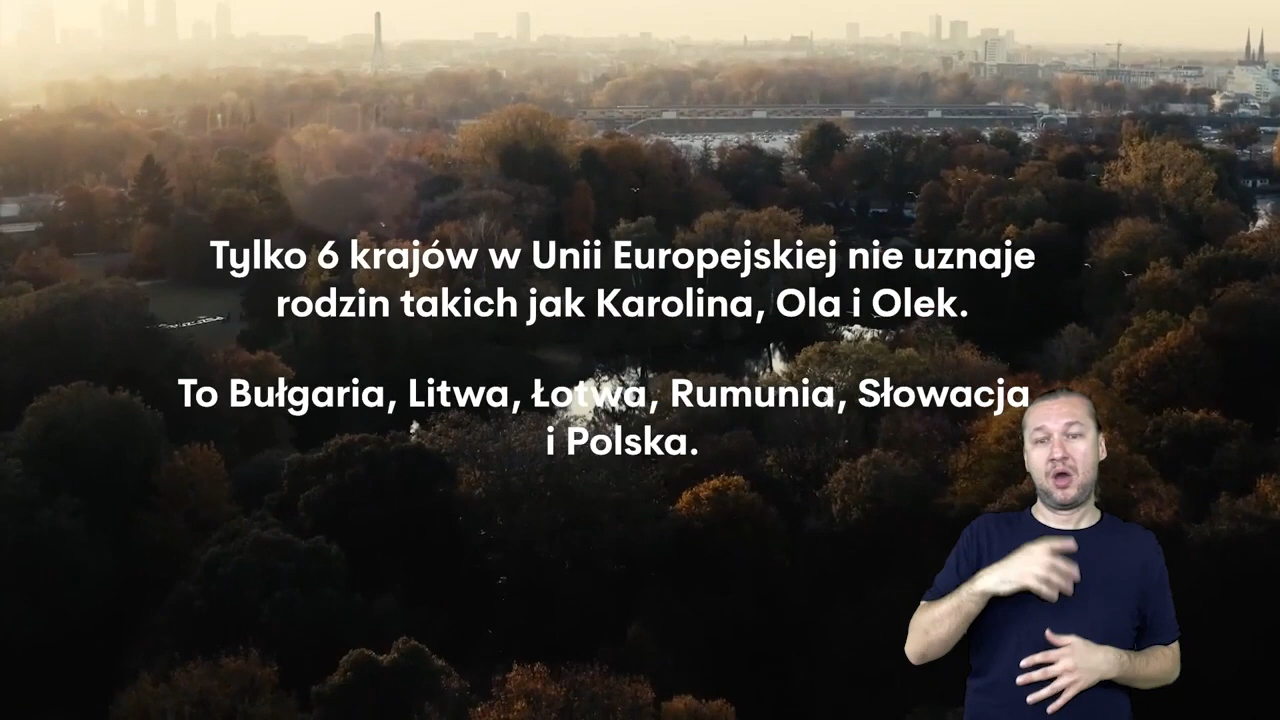 Tylko 6 krajów w Unii Europejskiej nie uznaje
rodzin takich jak Karolina, Ola i Olek.
To Bułgaria, Litwa, Łotwa, Rumunia, Słowacja
i Polska.